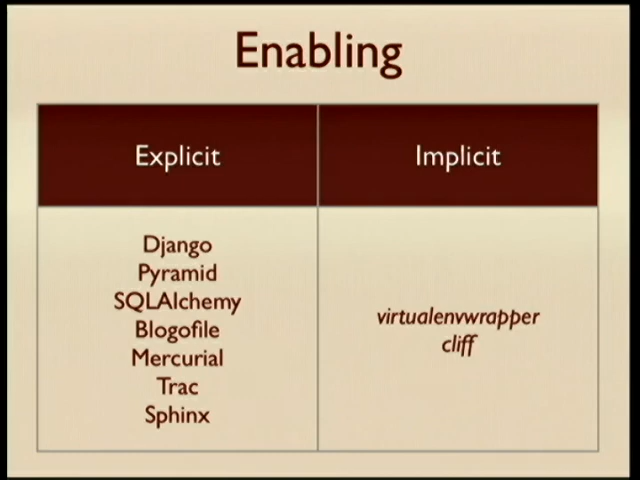 Enabling
Explicit
Implicit
Django
Pyramid
SQLAlchemy
Blogofile
Mercurial
Trac
Sphinx
virtualenvwrapper
cliff